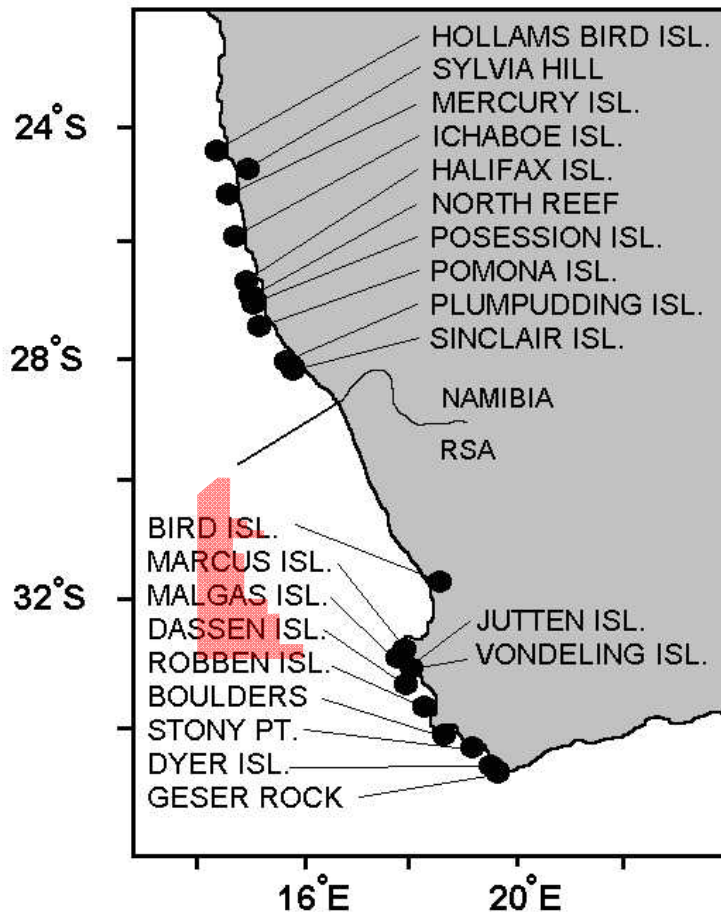 HOLLAMS BIRD ISL.
SYLVIA HILL
24°S
MERCURY ISL.
ICHABOE ISL.
HALIFAX ISL.
NORTH REEF
POSESSION ISL.
POMONA ISL.
PLUMPUDDING ISL.
28°S
SINCLAIR ISL.
NAMIBIA
RSA
BIRD ISL.
MARCUS ISL.
32°S
MALGAS ISL.
DASSEN ISL.
ROBBEN ISL.
JUTTEN ISL.
VONDELING ISL.
BOULDERS
STONY PT.
DYER ISL.
GESER ROCK
16°E
20°E